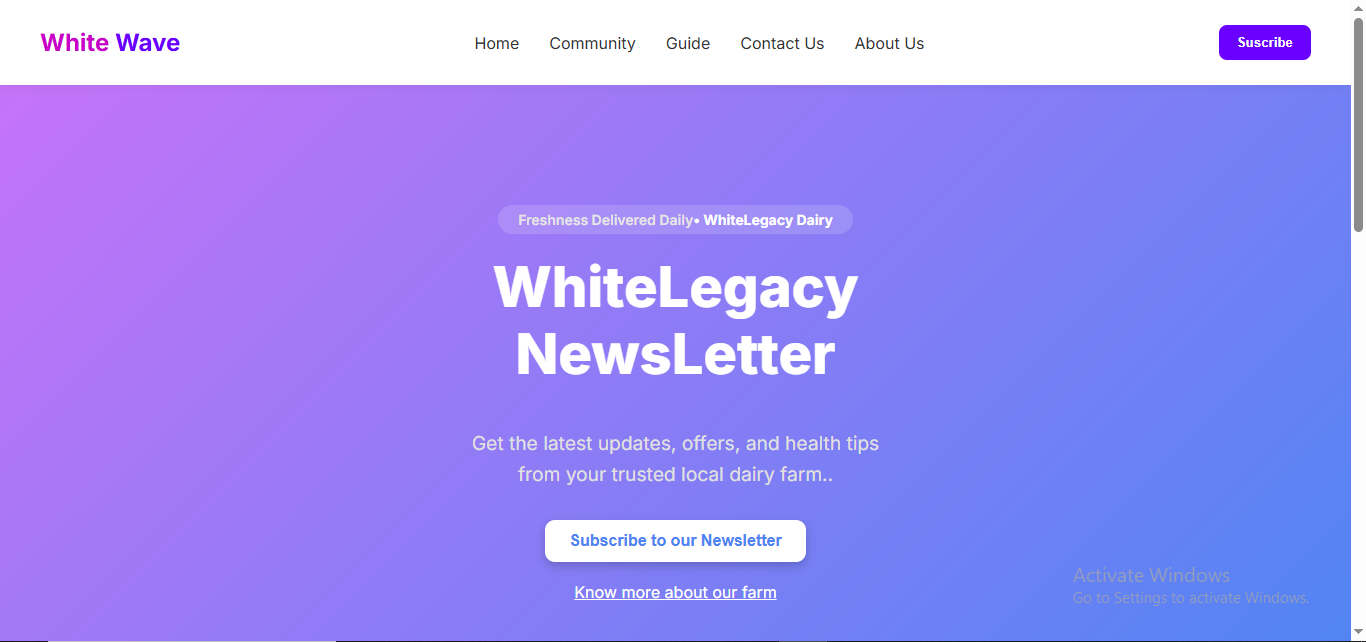 White Wave
Home Community Guide Contact Us About Us
Suscribe
Freshness Delivered Daily• WhiteLegacy Dairy
WhiteLegacy
NewsLetter
Get the latest updates, offers, and health tips
from your trusted local dairy farm..
Subscribe to our Newsletter
Know more about our farm
Activate Windows
Go to Settings to activate Windows.